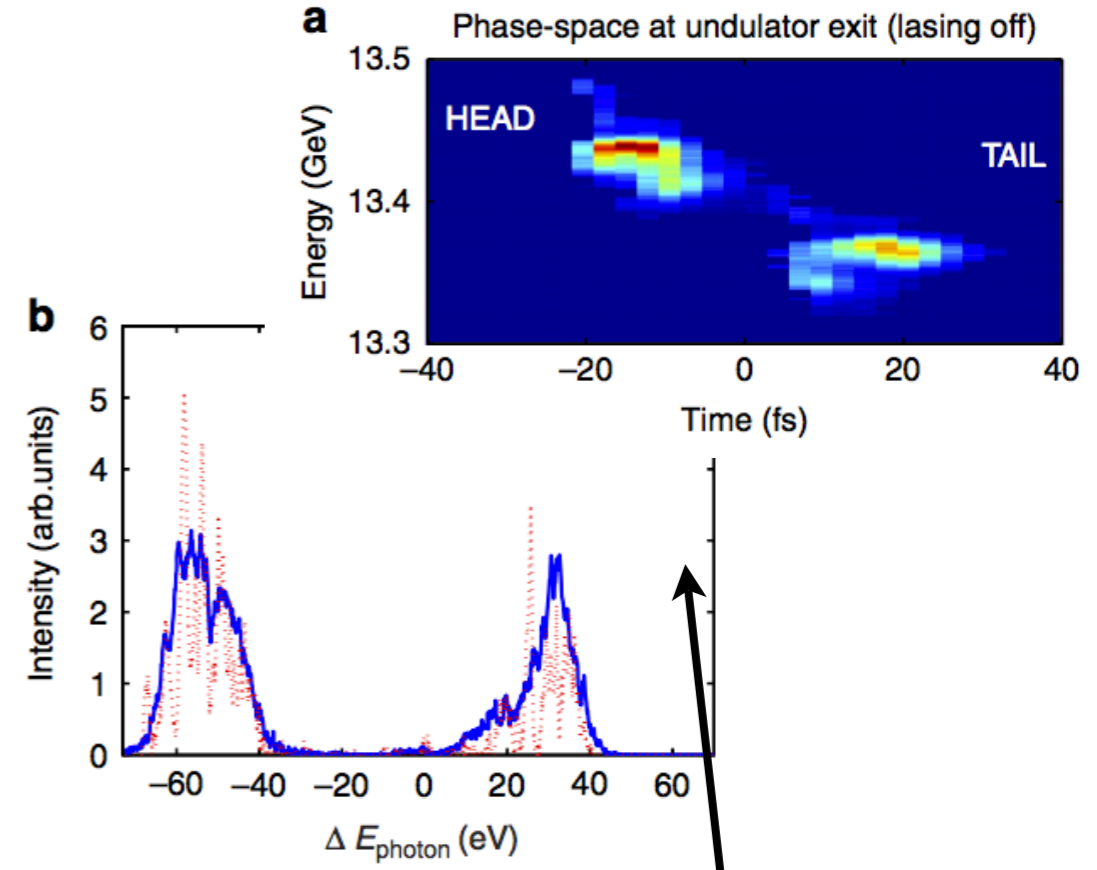 a
Phase-space at undulator exit (lasing off)
13.5
13.4
13.3
Energy (GeV)
HEAD
TAIL
−40
−20
0
20
40
Time (fs)
b
6
5
4
3
2
1
0
Intensity (arb.units)
−60
−40
−20
0
20
40
60
Δ Ephoton (eV)